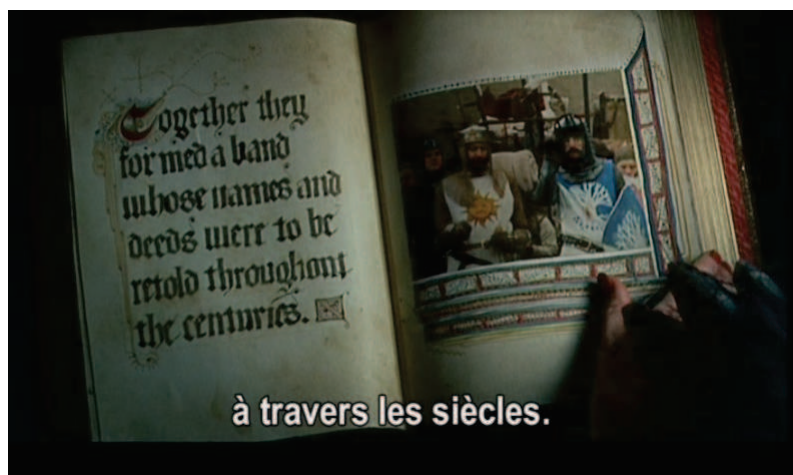 Together they
formed a band
whose names and
deeds were to be
retold throughout
the centuries.
à travers les siècles.